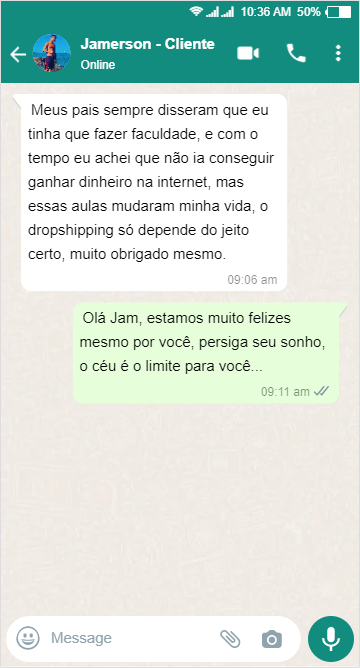 10:36 AM 50%
Jamerson - Cliente
Online
Meus pais sempre disseram que eu
tinha que fazer faculdade, e com o
tempo eu achei que não ia conseguir
ganhar dinheiro na internet, mas
essas aulas mudaram minha vida, o
dropshipping só depende do jeito
certo, muito obrigado mesmo.
09:06 am
Olá Jam, estamos muito felizes
mesmo por você, persiga seu sonho,
o céu é o limite para você...
09:11 am
Message